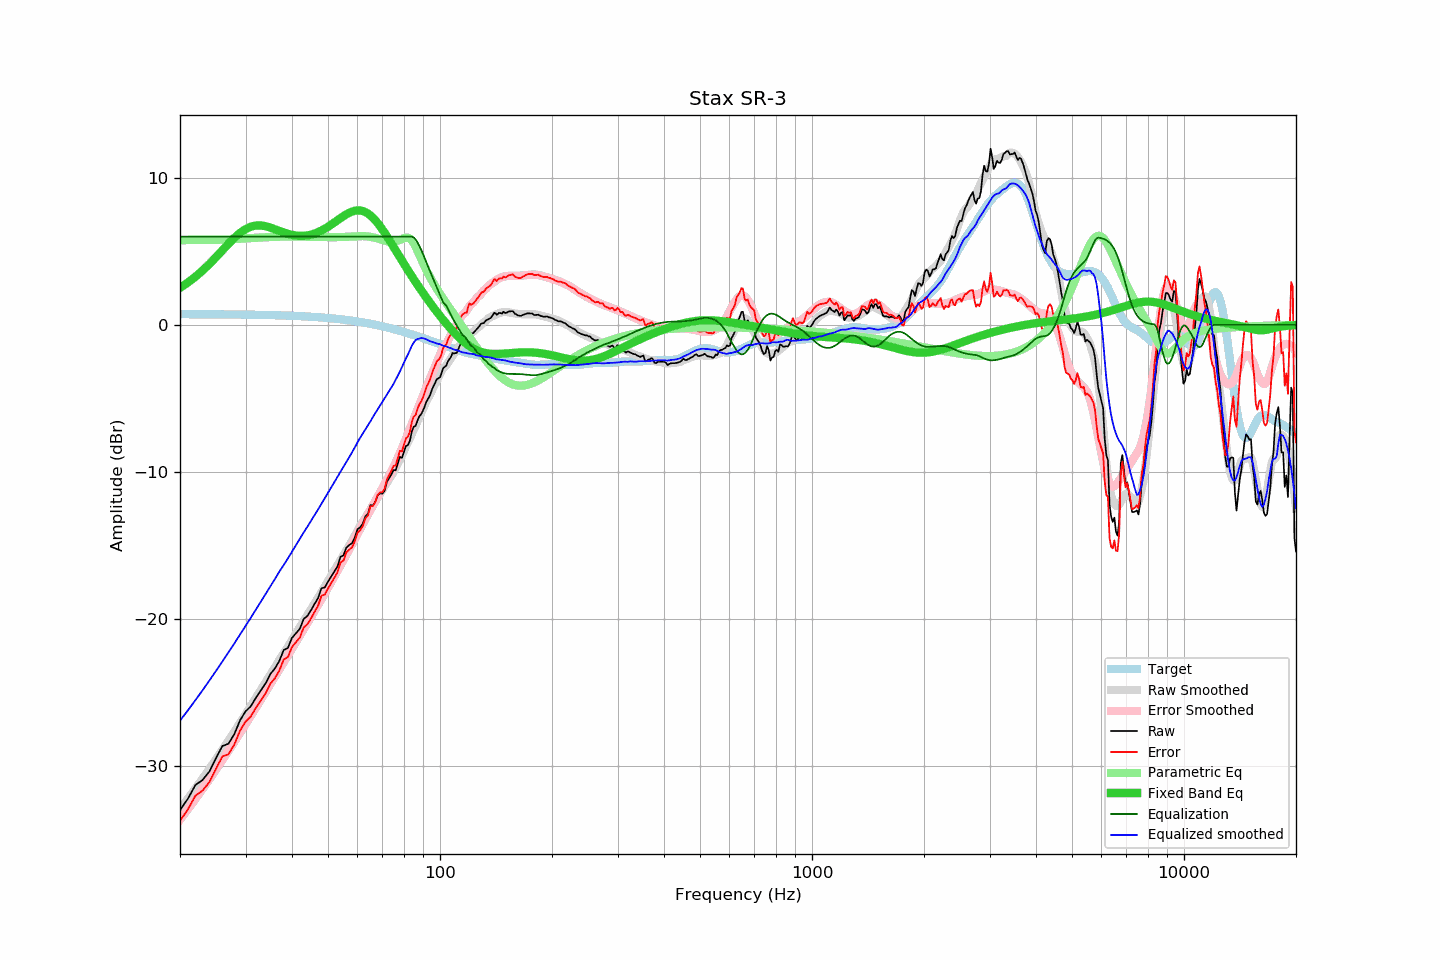 Stax SR-3
Amplitude (dBr)
10
0
−10
−20
−30
100
1000
10000
Frequency (Hz)
Target
Raw Smoothed
Error Smoothed
Raw
Error
Parametric Eq
Fixed Band Eq
Equalization
Equalized smoothed